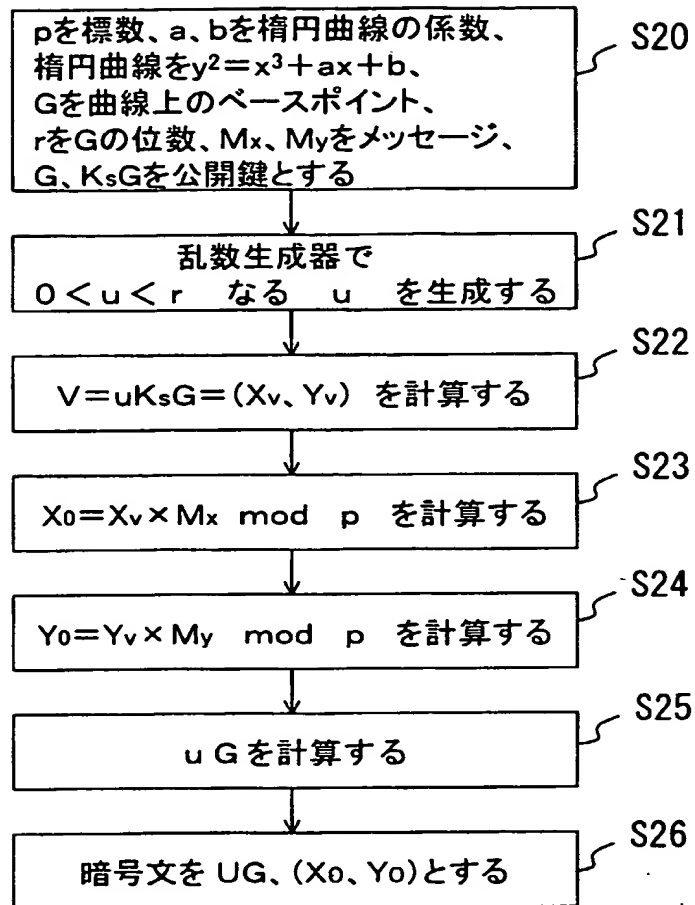 pを標数、a、bを楕円曲線の係数、
楕円曲線をy²=x³+ax+b、
Gを曲線上のベースポイント、
rをGの位数、Mx、Myをメッセージ、
G、KsGを公開鍵とする
S20
乱数生成器で
0<u<r なる u を生成する
S21
V=uKsG=(Xv、Yv) を計算する
S22
X0=Xv×Mx mod p を計算する
S23
Y0=Yv×My mod p を計算する
S24
u Gを計算する
S25
暗号文を UG、(X0、Y0)とする
S26